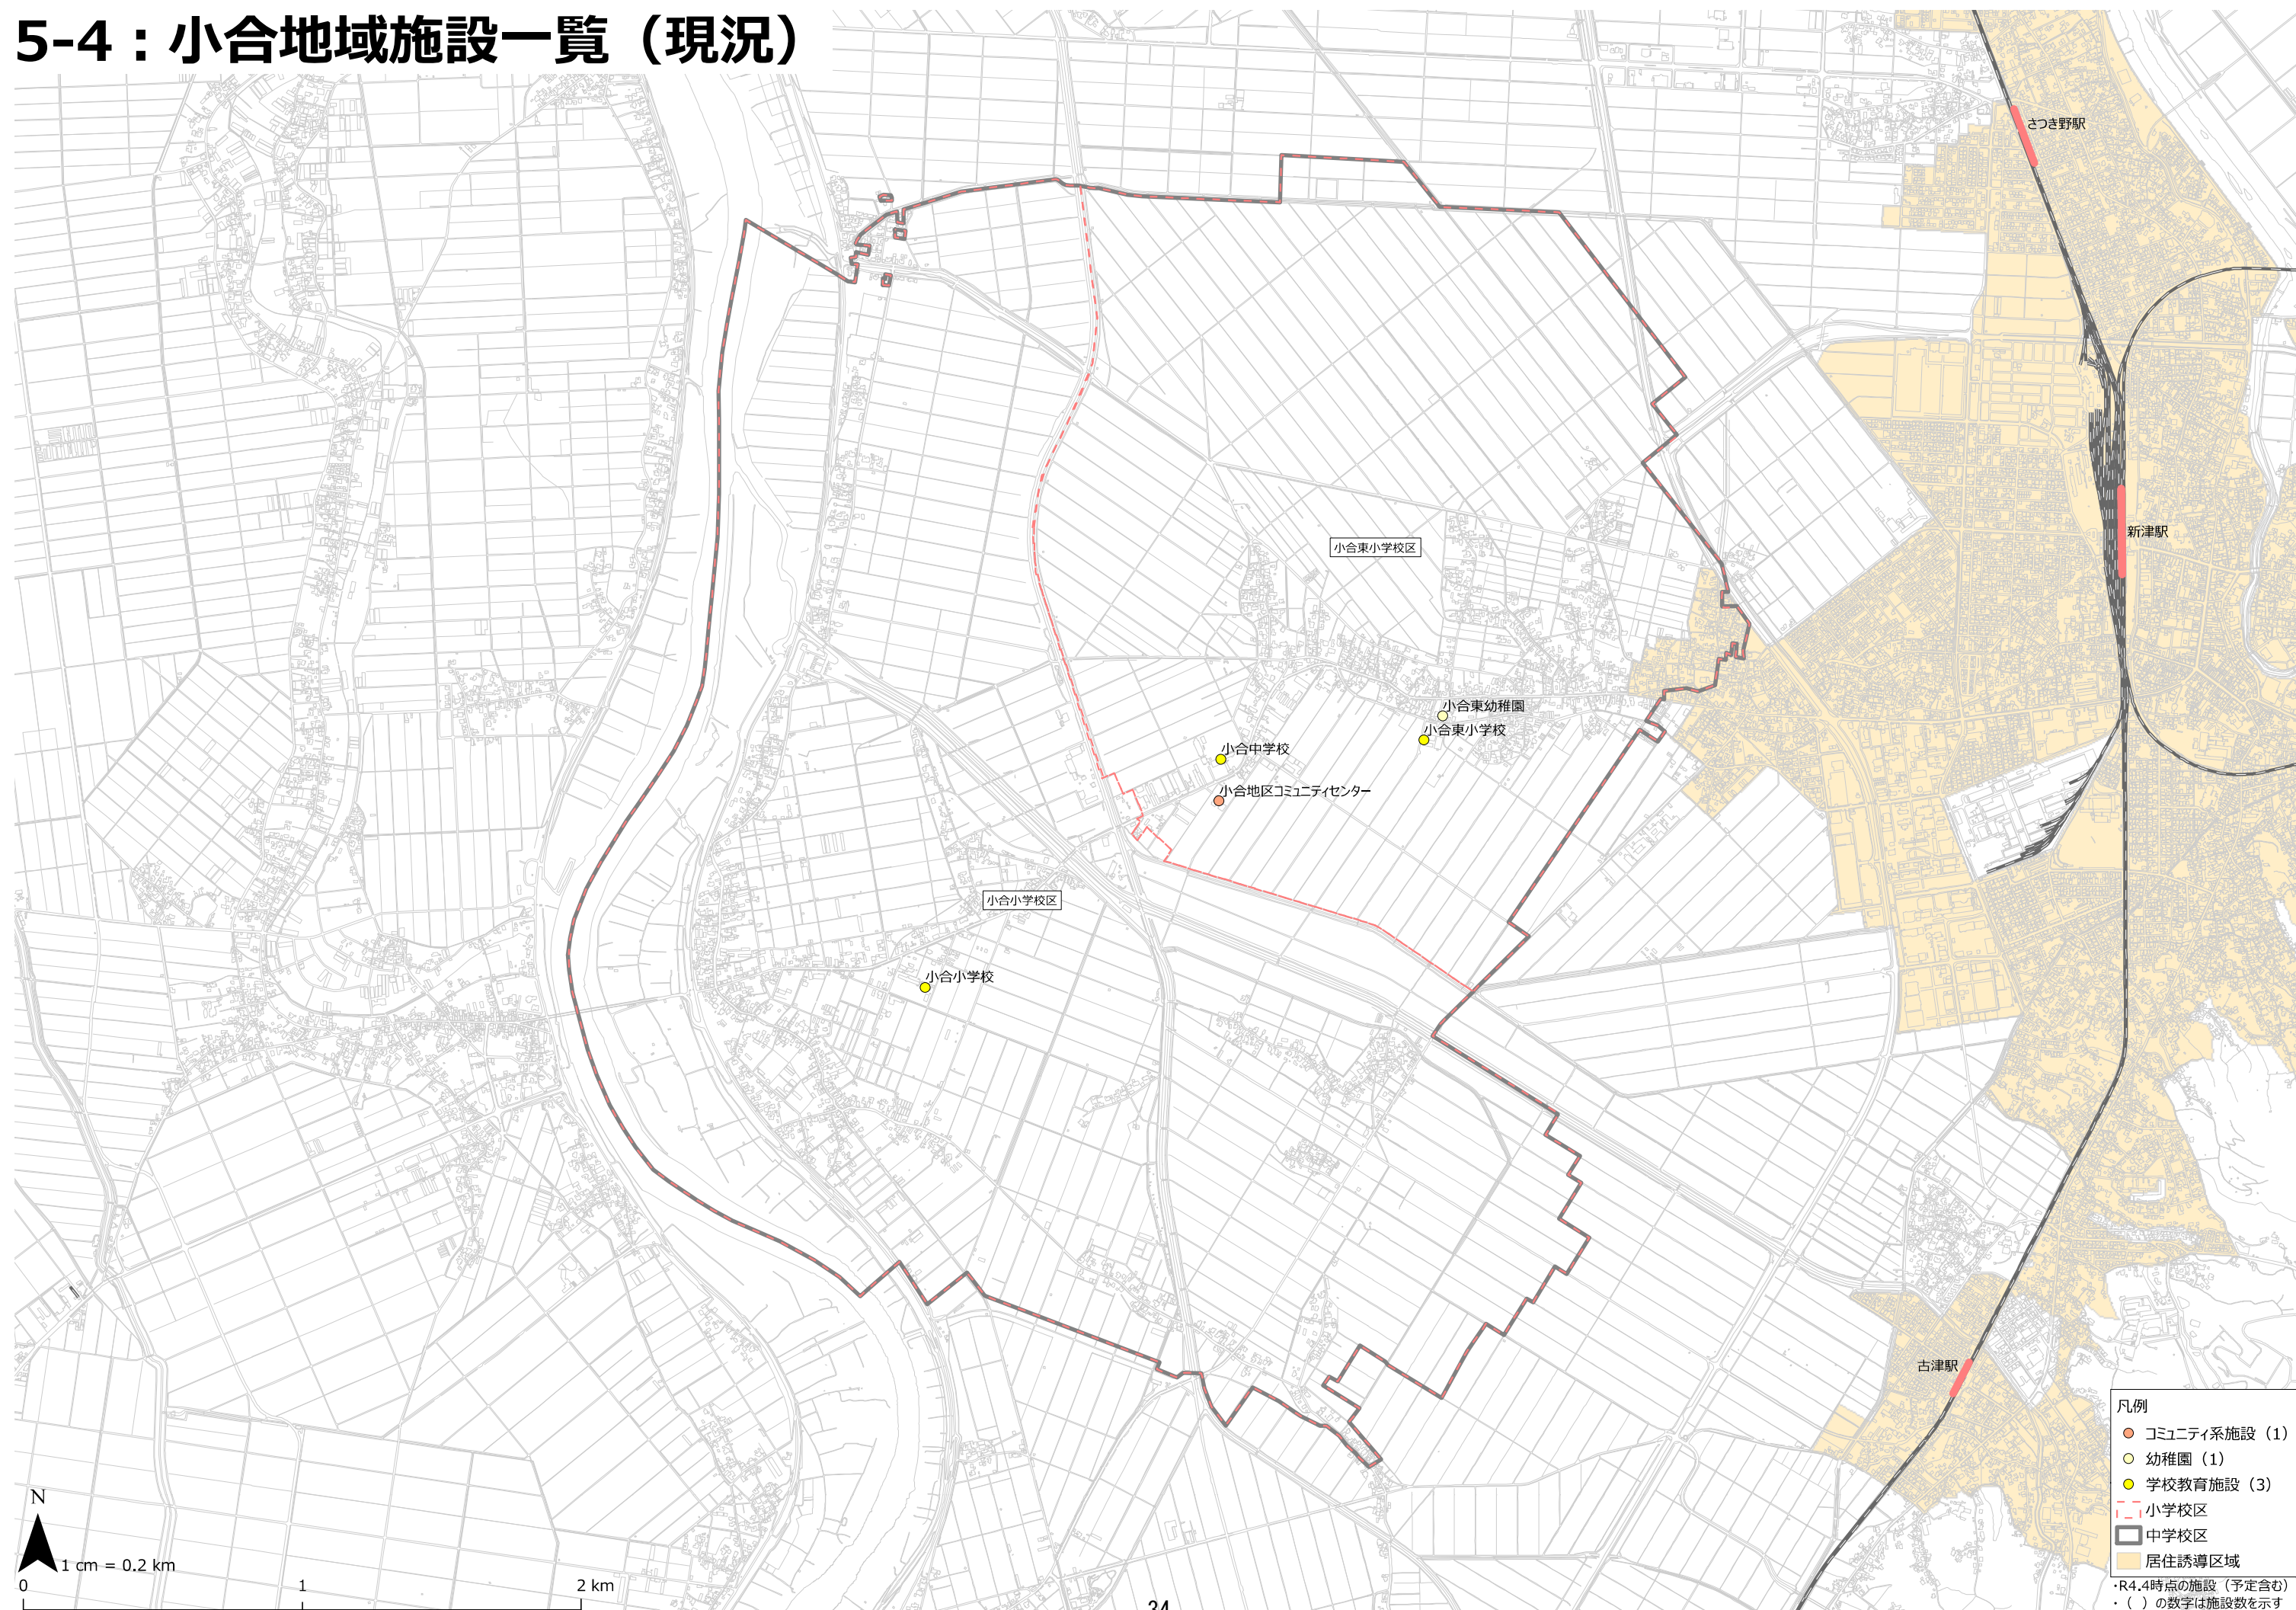 5-4：小合地域施設一覧（現況）
さつき野駅
新津駅
小合東小学校区
小合東幼稚園
小合東小学校
小合中学校
小合地区コミュニティセンター
小合小学校区
小合小学校
古津駅
凡例
コミュニティ系施設（1）
幼稚園（1）
学校教育施設（3）
小学校区
中学校区
居住誘導区域
・R4.4時点の施設（予定含む）
・（ ）の数字は施設数を示す
N
1 cm = 0.2 km
0 1 2 km
34